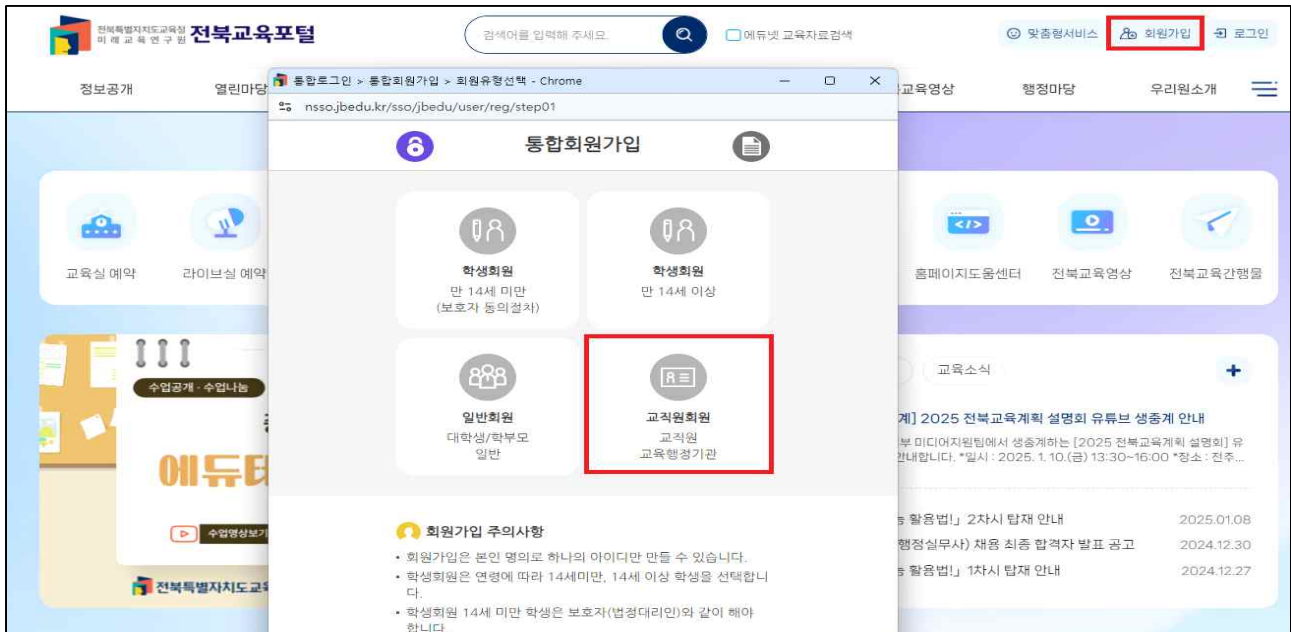 전북특별자치도교육청
미래교육연구원
전북교육포털
검색어를 입력해 주세요.
에듀넷 교육자료검색
맞춤형서비스
회원가입
로그인
정보공개
열린마당
교육영상
행정마당
우리원소개
통합로그인 > 통합회원가입 > 회원유형선택 - Chrome
nsso.jbedu.kr/sso/jbedu/user/reg/step01
통합회원가입
학생회원
만 14세 미만
(보호자 동의절차)
학생회원
만 14세 이상
일반회원
대학생/학부모
일반
교직원회원
교직원
교육행정기관
회원가입 주의사항
• 회원가입은 본인 명의로 하나의 아이디만 만들 수 있습니다.
• 학생회원은 연령에 따라 14세미만, 14세 이상 학생을 선택합니
다.
• 학생회원 14세 미만 학생은 보호자(법정대리인)와 같이 해야
합니다
교육실 예약
라이브실 예약
홈페이지도움센터
전북교육영상
전북교육간행물
수업공개 · 수업나눔
에듀테
수업영상보기
전북특별자치도교
교육소식
계] 2025 전북교육계획 설명회 유튜브 생중계 안내
부 미디어지원팀에서 생중계하는 [2025 전북교육계획 설명회] 유
안내합니다. *일시 : 2025. 1. 10.(금) 13:30~16:00 *장소 : 전주...
활용법!」 2차시 탑재 안내
2025.01.08
행정실무사) 채용 최종 합격자 발표 공고
2024.12.30
활용법!」 1차시 탑재 안내
2024.12.27